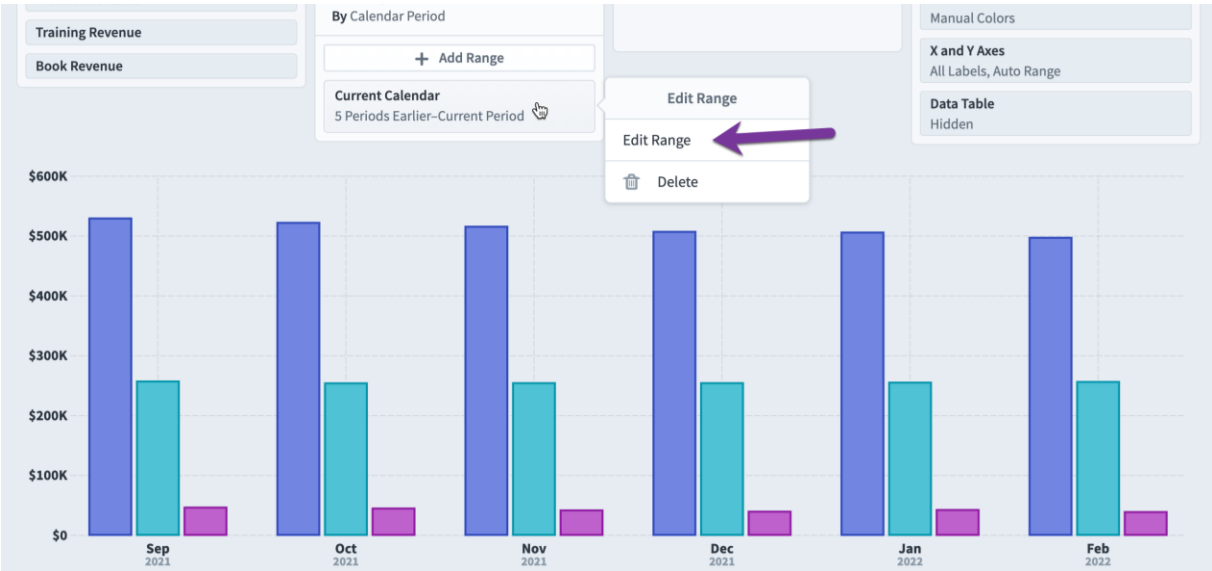 Training Revenue
Book Revenue
By Calendar Period
+ Add Range
Current Calendar
5 Periods Earlier–Current Period
Edit Range
Edit Range
Delete
Manual Colors
X and Y Axes
All Labels, Auto Range
Data Table
Hidden
$600K
$500K
$400K
$300K
$200K
$100K
$0
Sep Oct Nov Dec Jan Feb
2021 2021 2021 2021 2022 2022